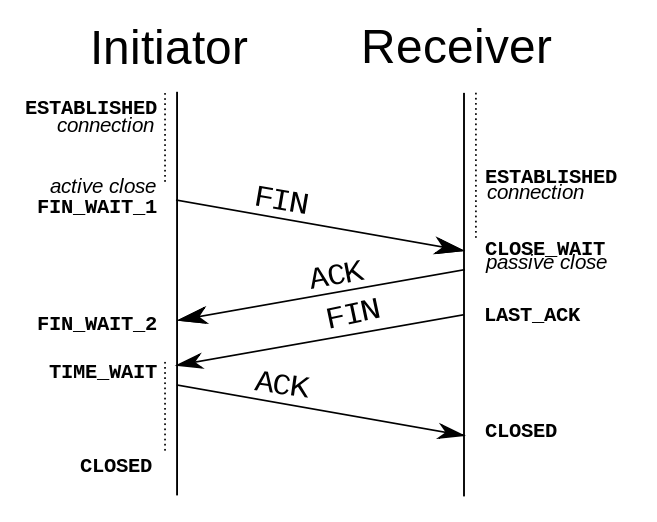 Initiator
Receiver
ESTABLISHED
connection
active close
FIN_WAIT_1
FIN
ESTABLISHED
connection
CLOSE_WAIT
passive close
ACK
FIN_WAIT_2
FIN
LAST_ACK
TIME_WAIT
ACK
CLOSED
CLOSED